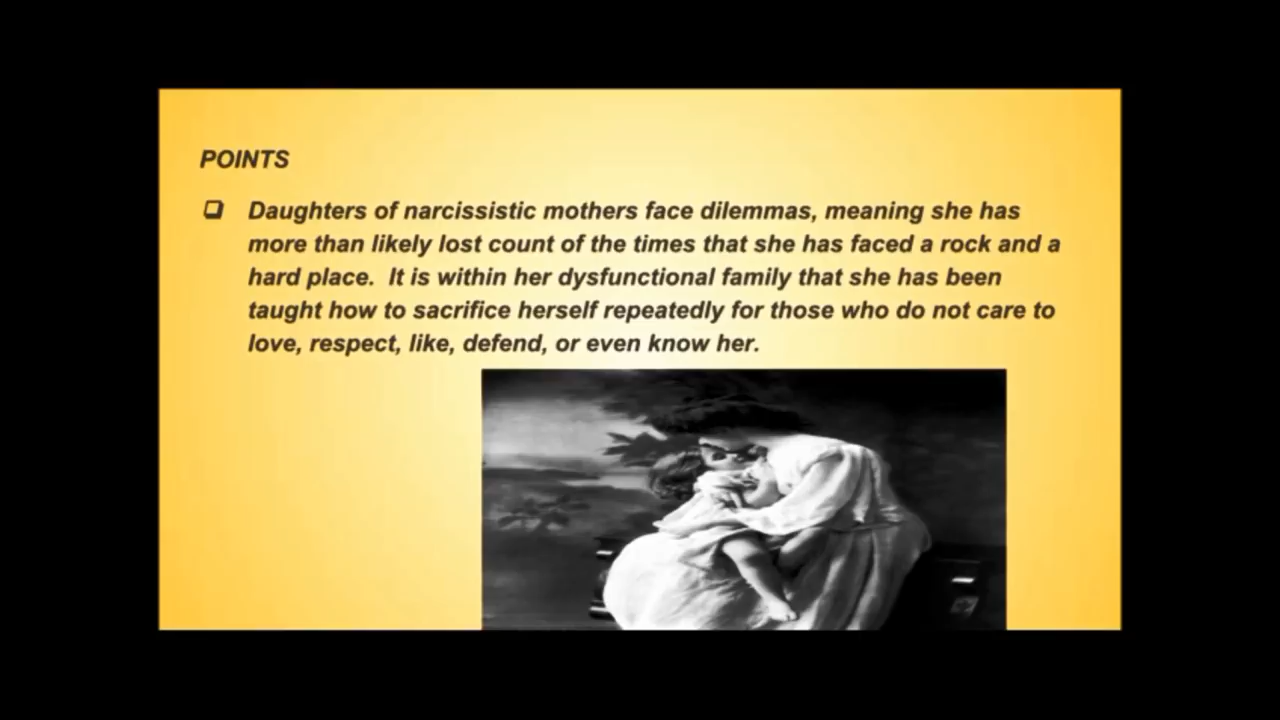 POINTS
Daughters of narcissistic mothers face dilemmas, meaning she has
more than likely lost count of the times that she has faced a rock and a
hard place.  It is within her dysfunctional family that she has been
taught how to sacrifice herself repeatedly for those who do not care to
love, respect, like, defend, or even know her.